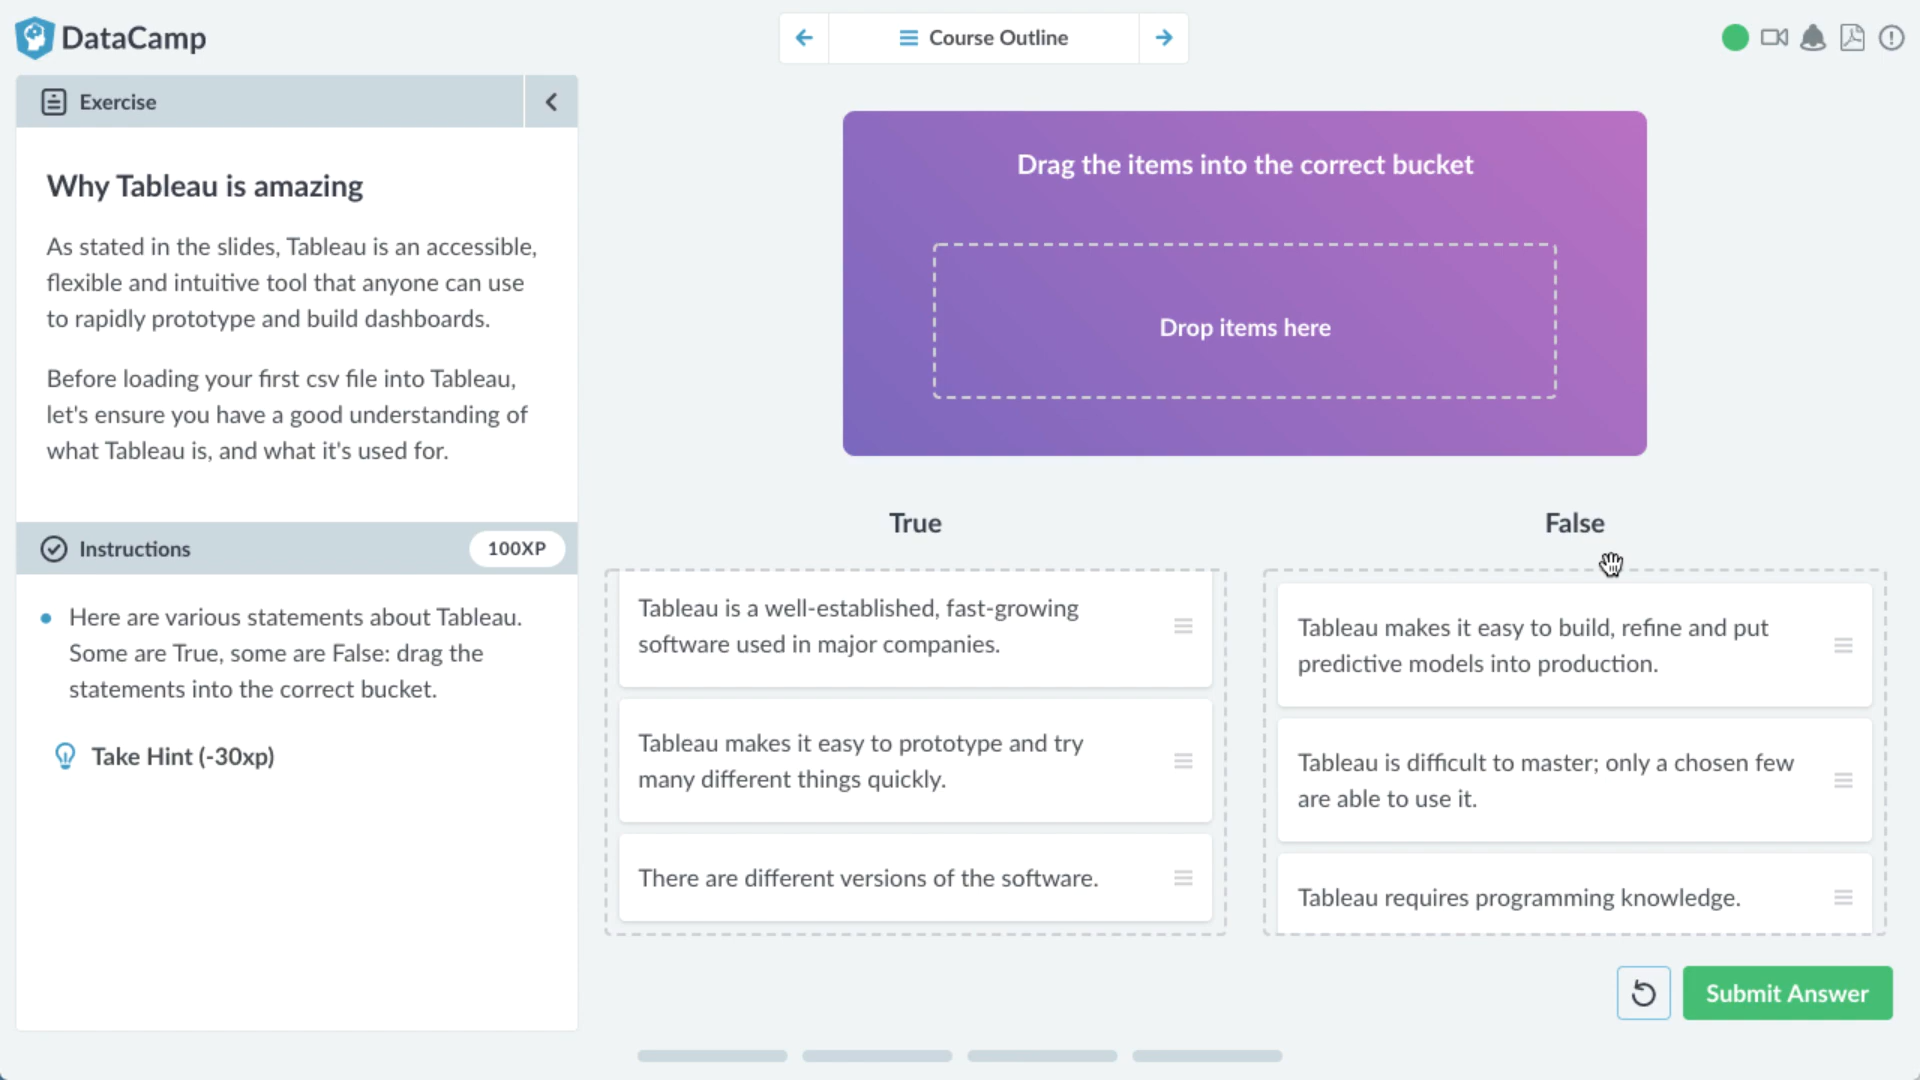 DataCamp
Course Outline
Exercise
Why Tableau is amazing
As stated in the slides, Tableau is an accessible,
flexible and intuitive tool that anyone can use
to rapidly prototype and build dashboards.
Before loading your first csv file into Tableau,
let's ensure you have a good understanding of
what Tableau is, and what it's used for.
Instructions
100XP
Here are various statements about Tableau.
Some are True, some are False: drag the
statements into the correct bucket.
Take Hint (-30xp)
Drag the items into the correct bucket
Drop items here
True
Tableau is a well-established, fast-growing
software used in major companies.
Tableau makes it easy to prototype and try
many different things quickly.
There are different versions of the software.
False
Tableau makes it easy to build, refine and put
predictive models into production.
Tableau is difficult to master; only a chosen few
are able to use it.
Tableau requires programming knowledge.
Submit Answer